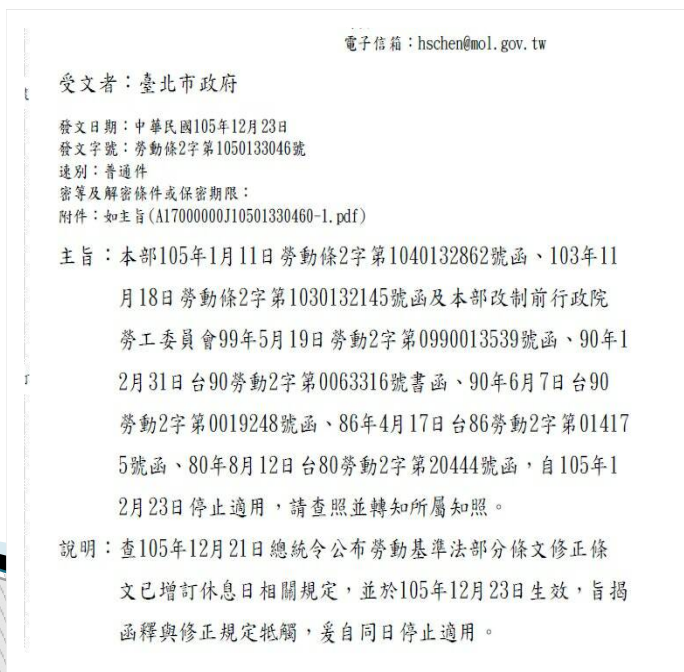 電子信箱：hschen@mol.gov.tw
受文者：臺北市政府
發文日期：中華民國105年12月23日
發文字號：勞動條2字第1050133046號
速別：普通件
密等及解密條件或保密期限：
附件：如主旨(A17000000J10501330460-1.pdf)
主旨：本部105年1月11日勞動條2字第1040132862號函、103年11
月18日勞動條2字第1030132145號函及本部改制前行政院
勞工委員會99年5月19日勞動2字第0990013539號函、90年1
2月31日台90勞動2字第0063316號書函、90年6月7日台90
勞動2字第0019248號函、86年4月17日台86勞動2字第01417
5號函、80年8月12日台80勞動2字第20444號函，自105年1
2月23日停止適用，請查照並轉知所屬知照。
說明：查105年12月21日總統令公布勞動基準法部分條文修正條
文已增訂休息日相關規定，並於105年12月23日生效，旨揭
函釋與修正規定牴觸，爰自同日停止適用。